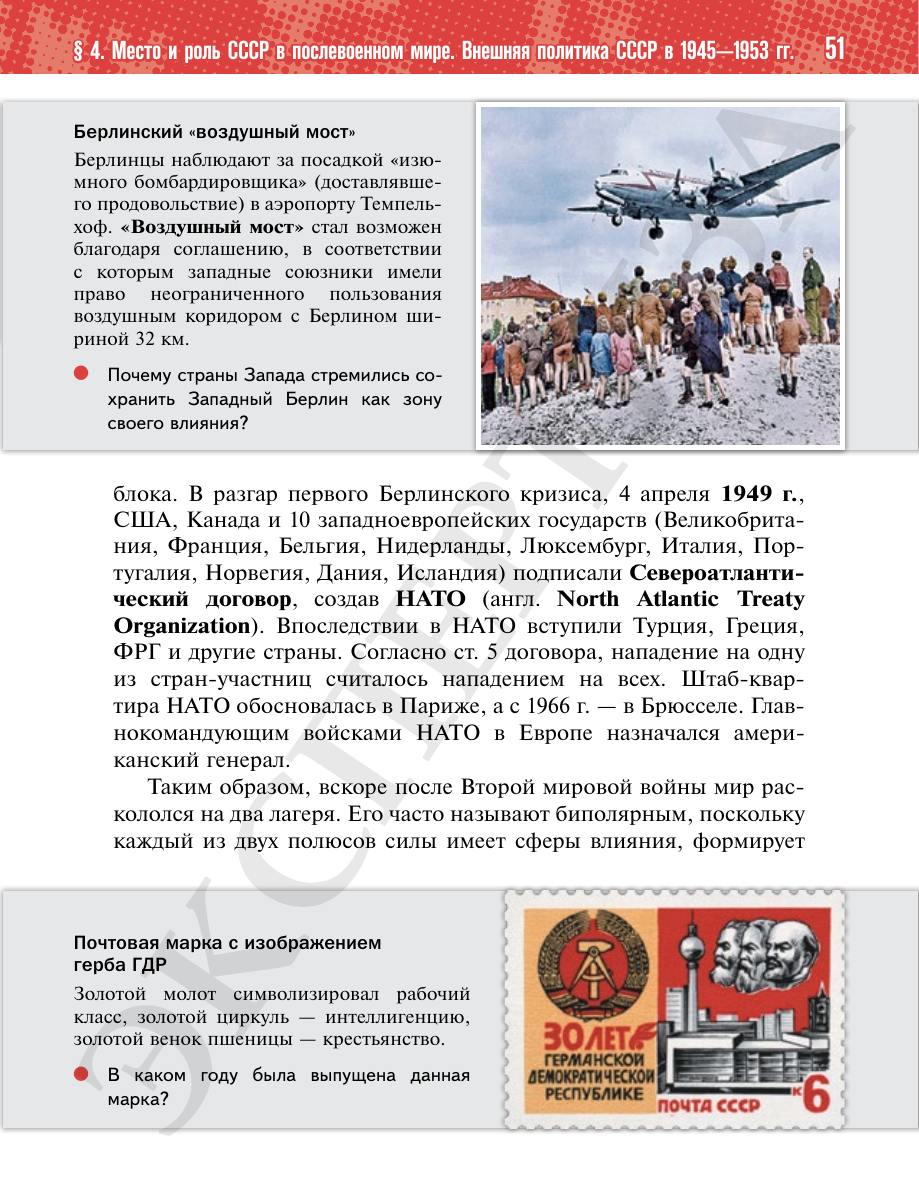 § 4. Место и роль СССР в послевоенном мире. Внешняя политика СССР в 1945—1953 гг. 51
Берлинский «воздушный мост»
Берлинцы наблюдают за посадкой «изю-
много бомбардировщика» (доставлявше-
го продовольствие) в аэропорту Темпель-
хоф. «Воздушный мост» стал возможен
благодаря соглашению, в соответствии
с которым западные союзники имели
право неограниченного пользования
воздушным коридором с Берлином ши-
риной 32 км.
Почему страны Запада стремились со-
хранить Западный Берлин как зону
своего влияния?
блока. В разгар первого Берлинского кризиса, 4 апреля 1949 г.,
США, Канада и 10 западноевропейских государств (Великобрита-
ния, Франция, Бельгия, Нидерланды, Люксембург, Италия, Пор-
тугалия, Норвегия, Дания, Исландия) подписали Североатланти-
ческий договор, создав НАТО (англ. North Atlantic Treaty
Organization). Впоследствии в НАТО вступили Турция, Греция,
ФРГ и другие страны. Согласно ст. 5 договора, нападение на одну
из стран-участниц считалось нападением на всех. Штаб-квар-
тира НАТО обосновалась в Париже, а с 1966 г. — в Брюсселе. Глав-
нокомандующим войсками НАТО в Европе назначался амери-
канский генерал.
Таким образом, вскоре после Второй мировой войны мир рас-
кололся на два лагеря. Его часто называют биполярным, поскольку
каждый из двух полюсов силы имеет сферы влияния, формирует
Почтовая марка с изображением
герба ГДР
Золотой молот символизировал рабочий
класс, золотой циркуль — интеллигенцию,
золотой венок пшеницы — крестьянство.
В каком году была выпущена данная
марка?
30 ЛЕТ
ГЕРМАНСКОЙ
ДЕМОКРАТИЧЕСКОЙ
РЕСПУБЛИКЕ
ПОЧТА СССР
к6
ЭКСПЕРТИЗА